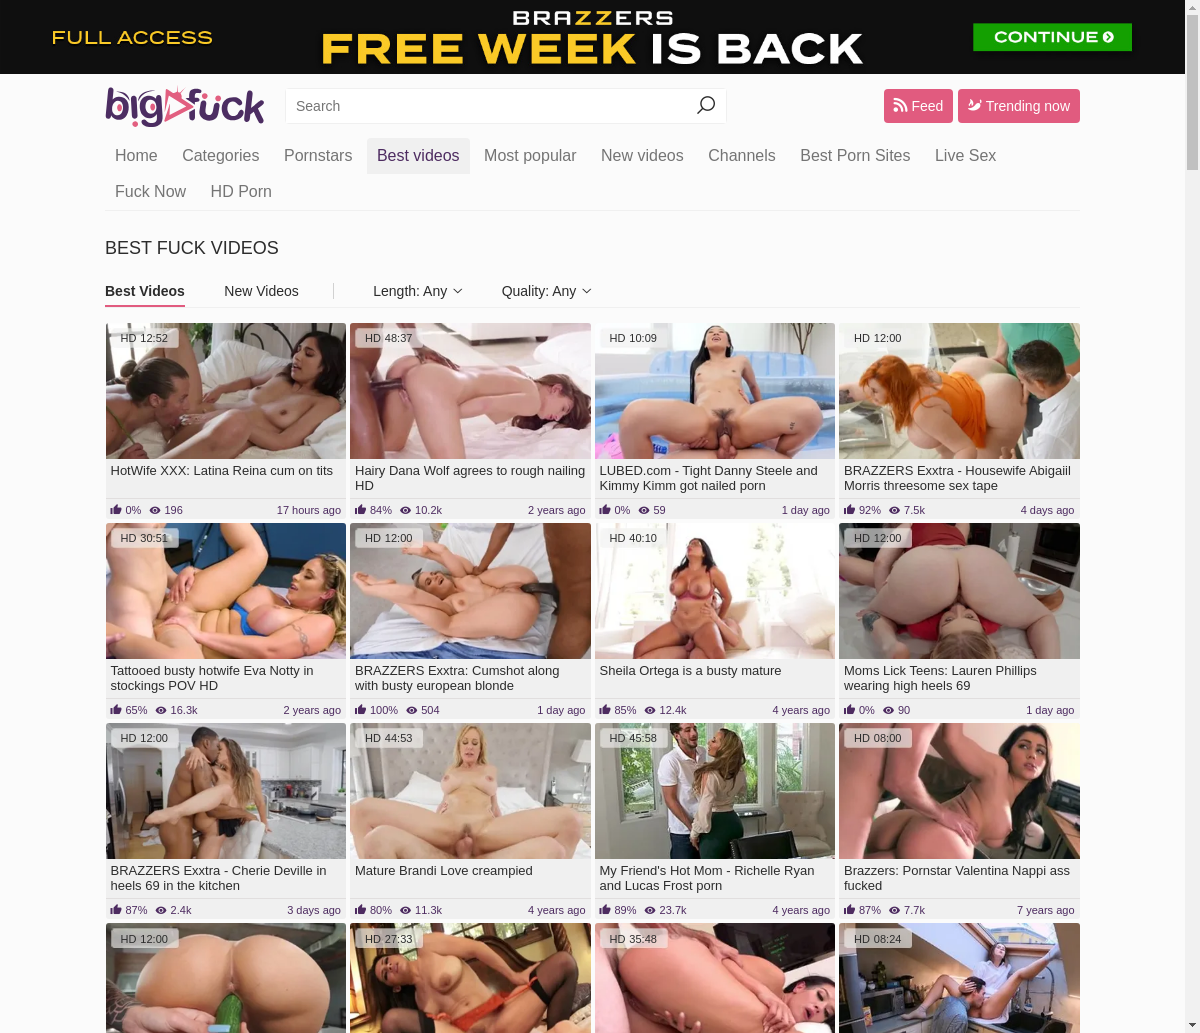 FULL ACCESS
BRAZZERS
FREE WEEK IS BACK
CONTINUE
big fuck
Search
Feed
Trending now
Home Categories Pornstars Best videos Most popular New videos Channels Best Porn Sites Live Sex
Fuck Now HD Porn
BEST FUCK VIDEOS
Best Videos New Videos Length: Any Quality: Any
HD 12:52 HD 48:37 HD 10:09 HD 12:00
HotWife XXX: Latina Reina cum on tits
Hairy Dana Wolf agrees to rough nailing
HD
LUBED.com - Tight Danny Steele and
Kimmy Kimm got nailed porn
BRAZZERS Exxtra - Housewife Abigaiil
Morris threesome sex tape
0% 196 17 hours ago
84% 10.2k 2 years ago
0% 59 1 day ago
92% 7.5k 4 days ago
HD 30:51 HD 12:00 HD 40:10 HD 12:00
Tattooed busty hotwife Eva Notty in
stockings POV HD
BRAZZERS Exxtra: Cumshot along
with busty european blonde
Sheila Ortega is a busty mature
Moms Lick Teens: Lauren Phillips
wearing high heels 69
65% 16.3k 2 years ago
100% 504 1 day ago
85% 12.4k 4 years ago
0% 90 1 day ago
HD 12:00 HD 44:53 HD 45:58 HD 08:00
BRAZZERS Exxtra - Cherie Deville in
heels 69 in the kitchen
Mature Brandi Love creampied
My Friend's Hot Mom - Richelle Ryan
and Lucas Frost porn
Brazzers: Pornstar Valentina Nappi ass
fucked
87% 2.4k 3 days ago
80% 11.3k 4 years ago
89% 23.7k 4 years ago
87% 7.7k 7 years ago
HD 12:00 HD 27:33 HD 35:48 HD 08:24